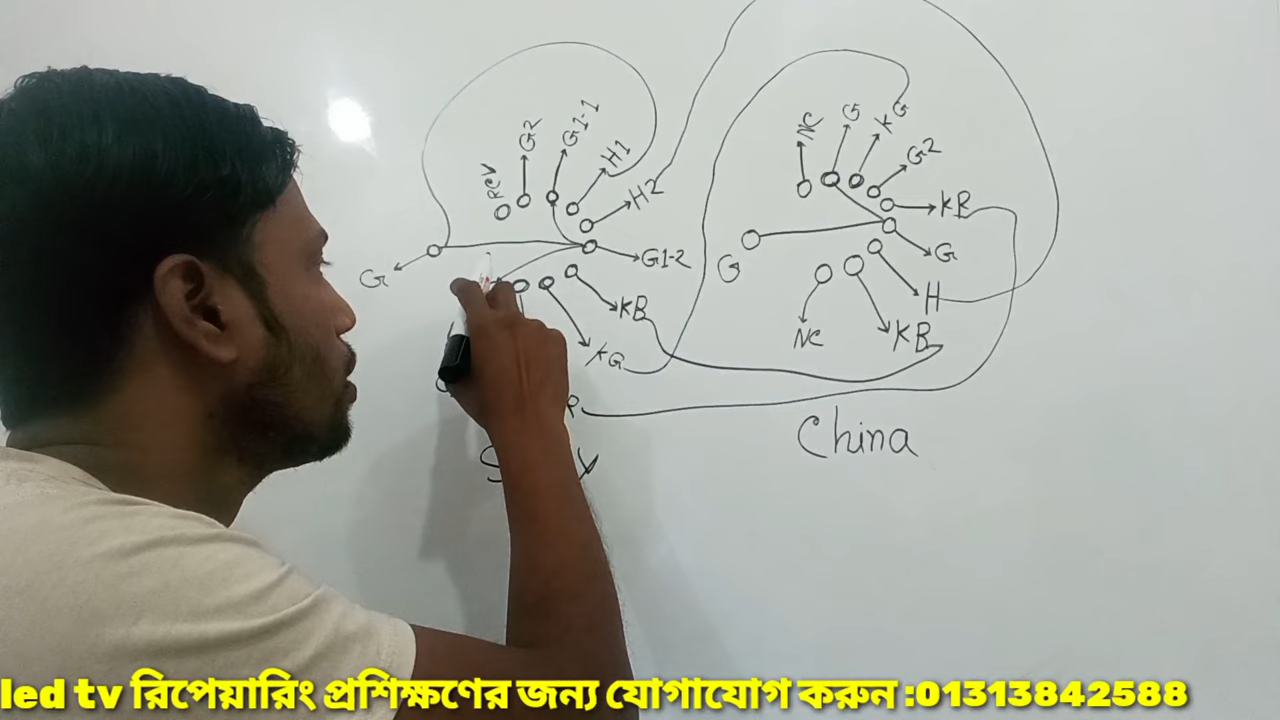 RCV
G2
G1-1
H1
H2
G
G1-2
KB
KG
R
NC
G
KG
G2
KB
G
G
H
KB
NC
China
led tv রিপেয়ারিং প্রশিক্ষণের জন্য যোগাযোগ করুন :01313842588